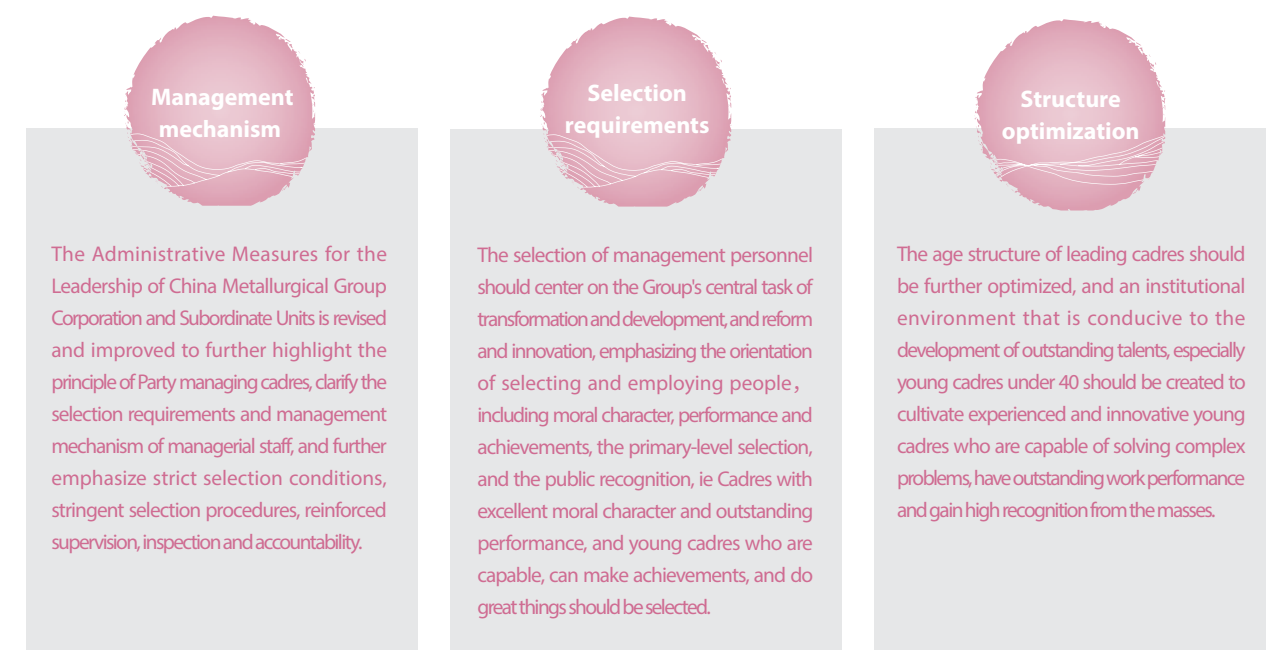 Management
mechanism
The Administrative Measures for the
Leadership of China Metallurgical Group
Corporation and Subordinate Units is revised
and improved to further highlight the
principle of Party managing cadres, clarify the
selection requirements and management
mechanism of managerial staff, and further
emphasize strict selection conditions,
stringent selection procedures, reinforced
supervision, inspection and accountability.
Selection
requirements
The selection of management personnel
should center on the Group's central task of
transformation and development, and reform
and innovation, emphasizing the orientation
of selecting and employing people，
including moral character, performance and
achievements, the primary-level selection,
and the public recognition, ie Cadres with
excellent moral character and outstanding
performance, and young cadres who are
capable, can make achievements, and do
great things should be selected.
Structure
optimization
The age structure of leading cadres should
be further optimized, and an institutional
environment that is conducive to the
development of outstanding talents, especially
young cadres under 40 should be created to
cultivate experienced and innovative young
cadres who are capable of solving complex
problems, have outstanding work performance
and gain high recognition from the masses.